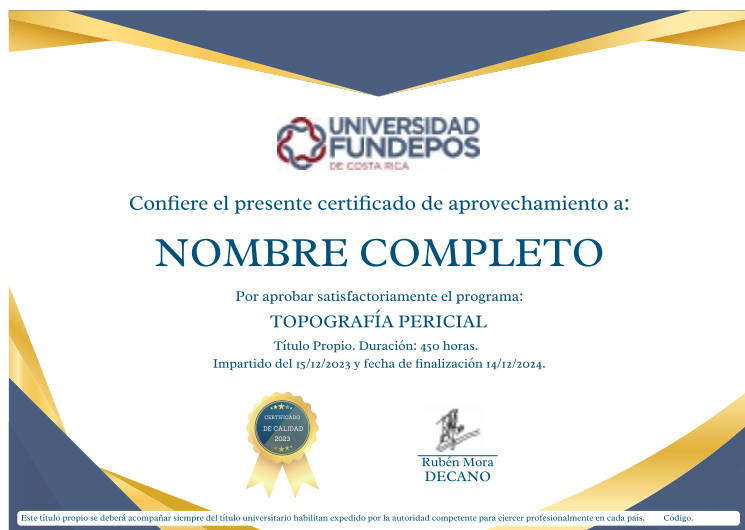 UNIVERSIDAD
FUNDEPOS
DE COSTA RICA
Confiere el presente certificado de aprovechamiento a:
NOMBRE COMPLETO
Por aprobar satisfactoriamente el programa:
TOPOGRAFÍA PERICIAL
Título Propio. Duración: 450 horas.
Impartido del 15/12/2023 y fecha de finalización 14/12/2024.
CERTIFICADO
DE CALIDAD
2023
Rubén Mora
DECANO
Este título propio se deberá acompañar siempre del título universitario habilitan expedido por la autoridad competente para ejercer profesionalmente en cada país. Código.